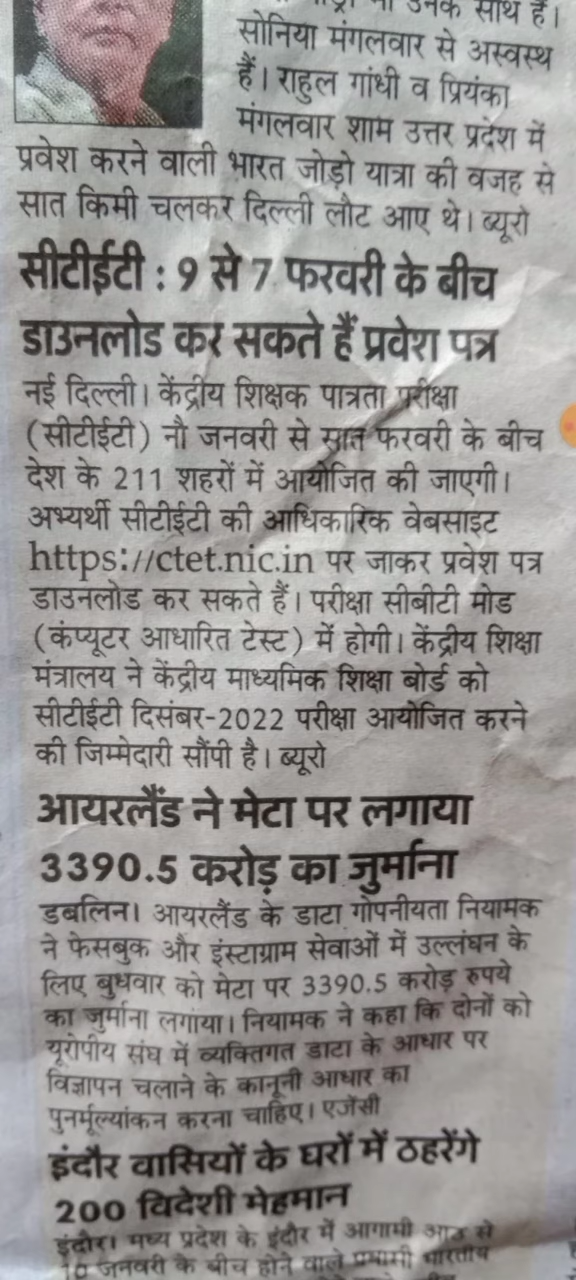 उनके साथ हैं।
सोनिया मंगलवार से अस्वस्थ
हैं। राहुल गांधी व प्रियंका
मंगलवार शाम उत्तर प्रदेश में
प्रवेश करने वाली भारत जोड़ो यात्रा की वजह से
सात किमी चलकर दिल्ली लौट आए थे। ब्यूरो
सीटीईटी : 9 से 7 फरवरी के बीच
डाउनलोड कर सकते हैं प्रवेश पत्र
नई दिल्ली। केंद्रीय शिक्षक पात्रता परीक्षा
(सीटीईटी) नौ जनवरी से सात फरवरी के बीच
देश के 211 शहरों में आयोजित की जाएगी।
अभ्यर्थी सीटीईटी की आधिकारिक वेबसाइट
https://ctet.nic.in पर जाकर प्रवेश पत्र
डाउनलोड कर सकते हैं। परीक्षा सीबीटी मोड
(कंप्यूटर आधारित टेस्ट) में होगी। केंद्रीय शिक्षा
मंत्रालय ने केंद्रीय माध्यमिक शिक्षा बोर्ड को
सीटीईटी दिसंबर-2022 परीक्षा आयोजित करने
की जिम्मेदारी सौंपी है। ब्यूरो
आयरलैंड ने मेटा पर लगाया
3390.5 करोड़ का जुर्माना
डबलिन। आयरलैंड के डाटा गोपनीयता नियामक
ने फेसबुक और इंस्टाग्राम सेवाओं में उल्लंघन के
लिए बुधवार को मेटा पर 3390.5 करोड़ रुपये
का जुर्माना लगाया। नियामक ने कहा कि दोनों को
यूरोपीय संघ में व्यक्तिगत डाटा के आधार पर
विज्ञापन चलाने के कानूनी आधार का
पुनर्मूल्यांकन करना चाहिए। एजेंसी
इंदौर वासियों के घरों में ठहरेंगे
200 विदेशी मेहमान
इंदौर। मध्य प्रदेश के इंदौर में आगामी आठ से
10 जनवरी के बीच होने वाले प्रवासी भारतीय